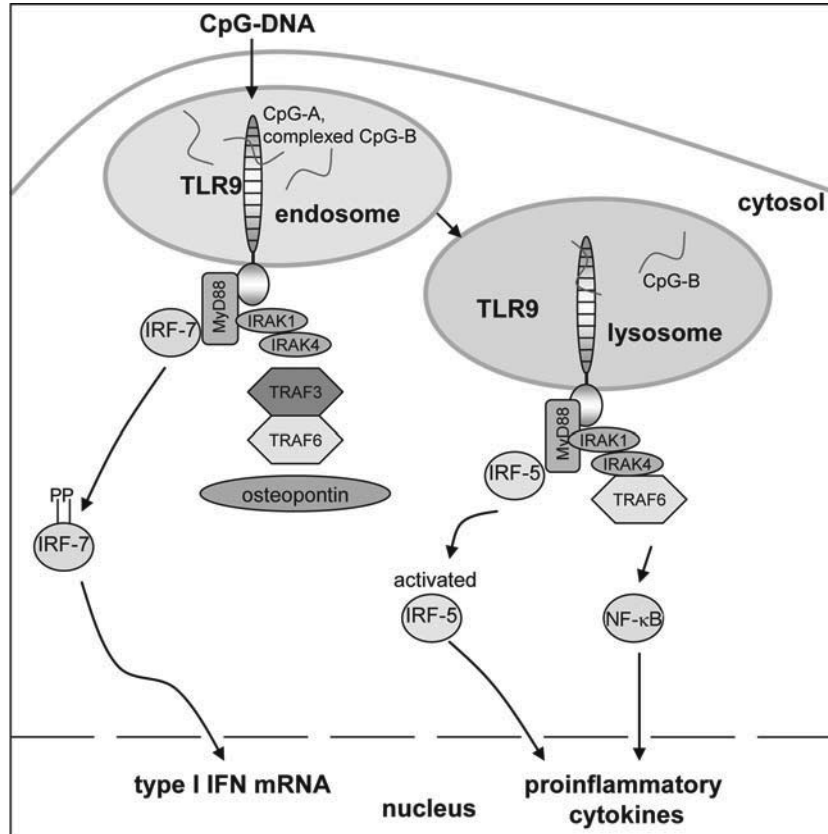 CpG-DNA
CpG-A,
complexed CpG-B
TLR9
endosome
cytosol
MyD88
IRF-7
IRAK1
IRAK4
TRAF3
TRAF6
osteopontin
CpG-B
TLR9
lysosome
MyD88
IRAK1
IRAK4
IRF-5
TRAF6
PP
IRF-7
activated
IRF-5
NF-κB
type I IFN mRNA
proinflammatory
cytokines
nucleus